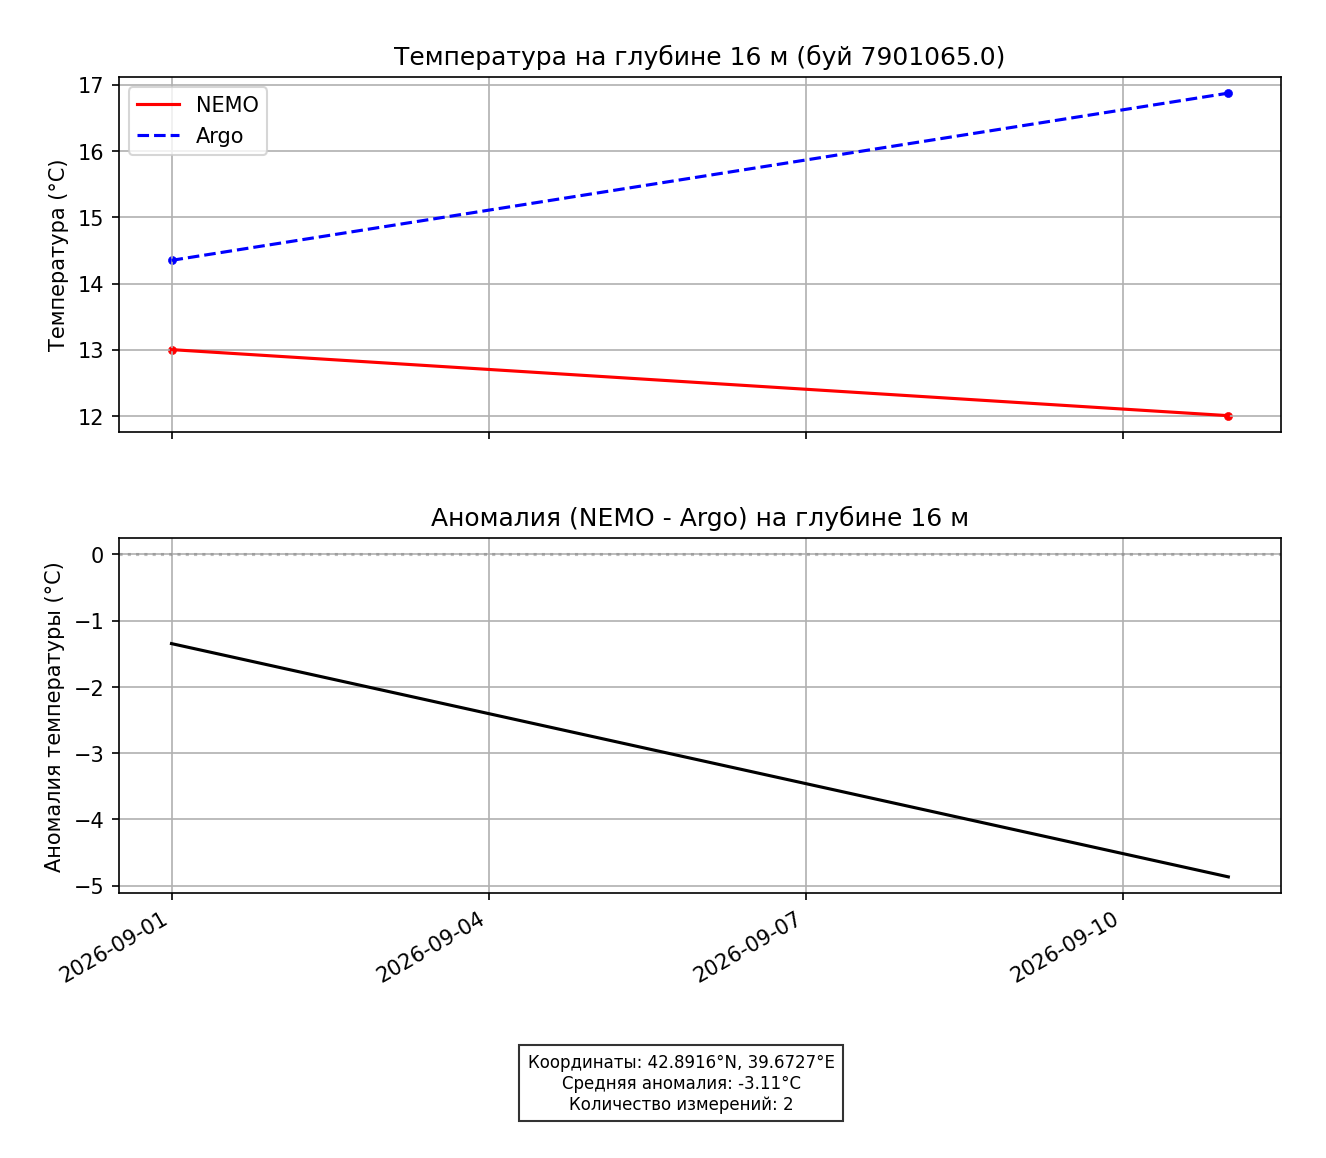 Температура на глубине 16 м (буй 7901065.0)
17
16
15
14
13
12
Температура (°C)
NEMO
Argo
Аномалия (NEMO - Argo) на глубине 16 м
0
−1
−2
−3
−4
−5
Аномалия температуры (°C)
2026-09-01
2026-09-04
2026-09-07
2026-09-10
Координаты: 42.8916°N, 39.6727°E
Средняя аномалия: -3.11°C
Количество измерений: 2